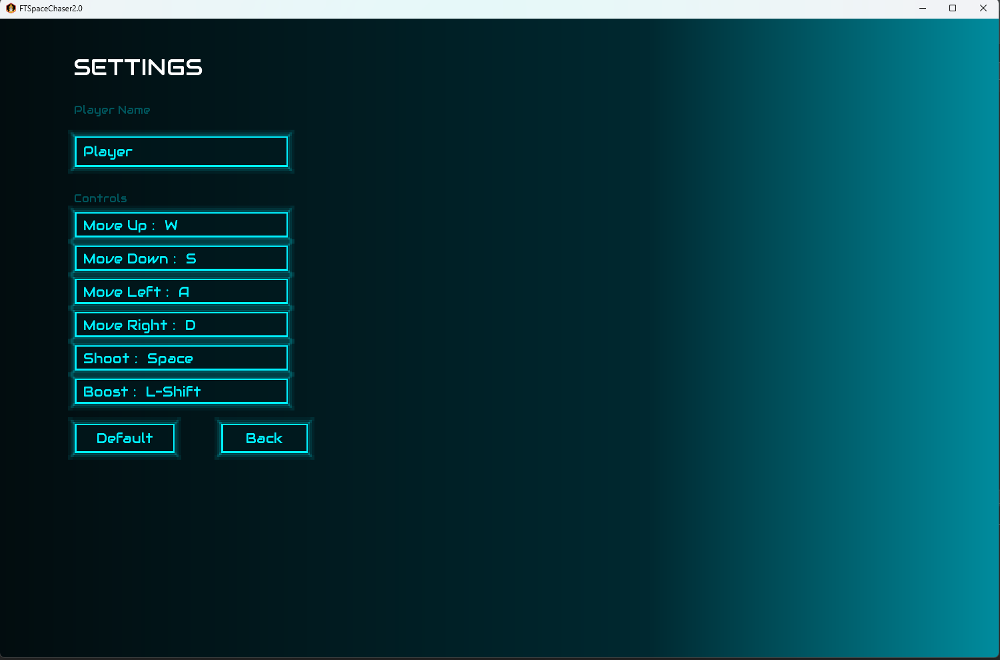 FTSpaceChaser2.0
SETTINGS
Player Name
Player
Controls
Move Up : W
Move Down : S
Move Left : A
Move Right : D
Shoot : Space
Boost : L-Shift
Default
Back